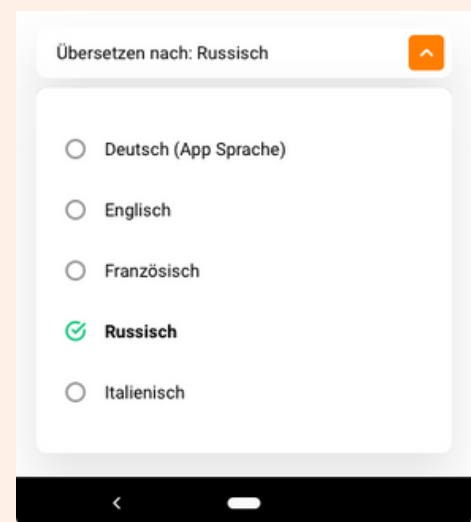 Übersetzen nach: Russisch
Deutsch (App Sprache)
Englisch
Französisch
Russisch
Italienisch